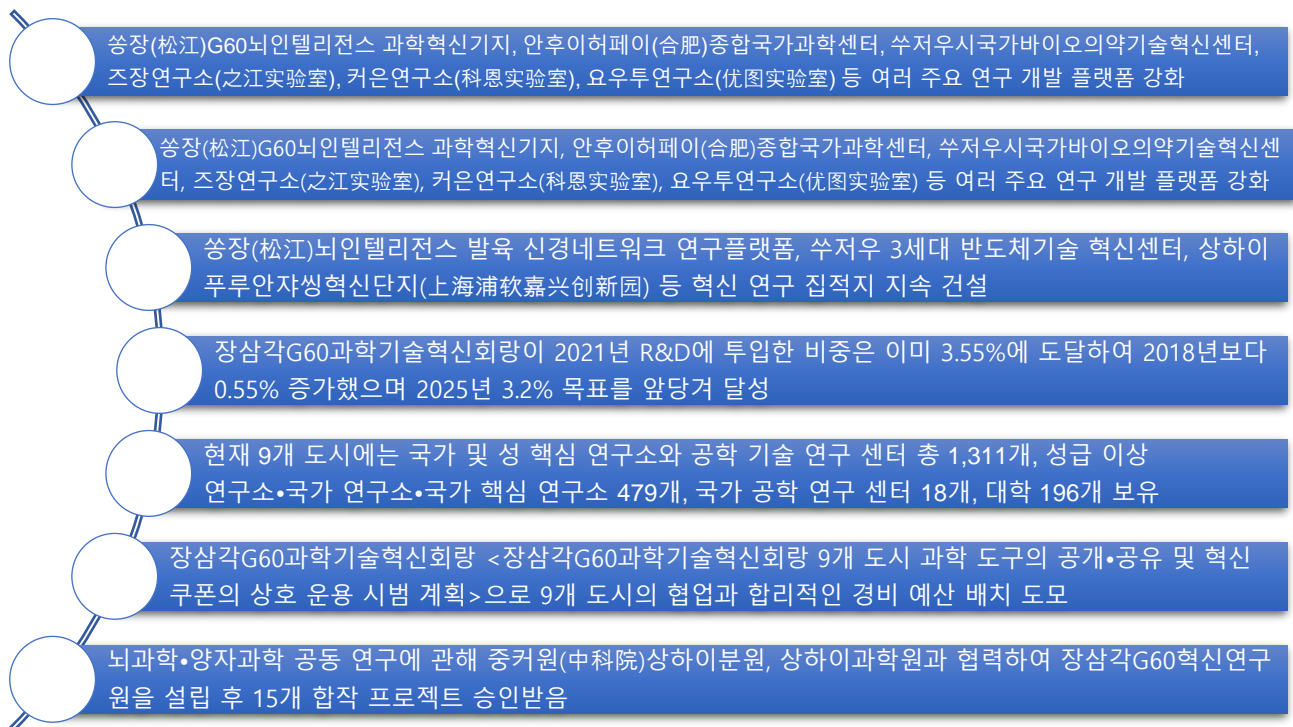 쑹장(松江)G60뇌인텔리전스 과학혁신기지, 안후이허페이(合肥)종합국가과학센터, 쑤저우시국가바이오의약기술혁신센터,
즈장연구소(之江实验室), 커은연구소(科恩实验室), 요우투연구소(优图实验室) 등 여러 주요 연구 개발 플랫폼 강화
쑹장(松江)G60뇌인텔리전스 과학혁신기지, 안후이허페이(合肥)종합국가과학센터, 쑤저우시국가바이오의약기술혁신센
터, 즈장연구소(之江实验室), 커은연구소(科恩实验室), 요우투연구소(优图实验室) 등 여러 주요 연구 개발 플랫폼 강화
쑹장(松江)뇌인텔리전스 발육 신경네트워크 연구플랫폼, 쑤저우 3세대 반도체기술 혁신센터, 상하이
푸루안쟈씽혁신단지(上海浦软嘉兴创新园) 등 혁신 연구 집적지 지속 건설
장삼각G60과학기술혁신회랑이 2021년 R&D에 투입한 비중은 이미 3.55%에 도달하여 2018년보다
0.55% 증가했으며 2025년 3.2% 목표를 앞당겨 달성
현재 9개 도시에는 국가 및 성 핵심 연구소와 공학 기술 연구 센터 총 1,311개, 성급 이상
연구소•국가 연구소•국가 핵심 연구소 479개, 국가 공학 연구 센터 18개, 대학 196개 보유
장삼각G60과학기술혁신회랑 <장삼각G60과학기술혁신회랑 9개 도시 과학 도구의 공개•공유 및 혁신
쿠폰의 상호 운용 시범 계획>으로 9개 도시의 협업과 합리적인 경비 예산 배치 도모
뇌과학•양자과학 공동 연구에 관해 중커원(中科院)상하이분원, 상하이과학원과 협력하여 장삼각G60혁신연구
원을 설립 후 15개 합작 프로젝트 승인받음